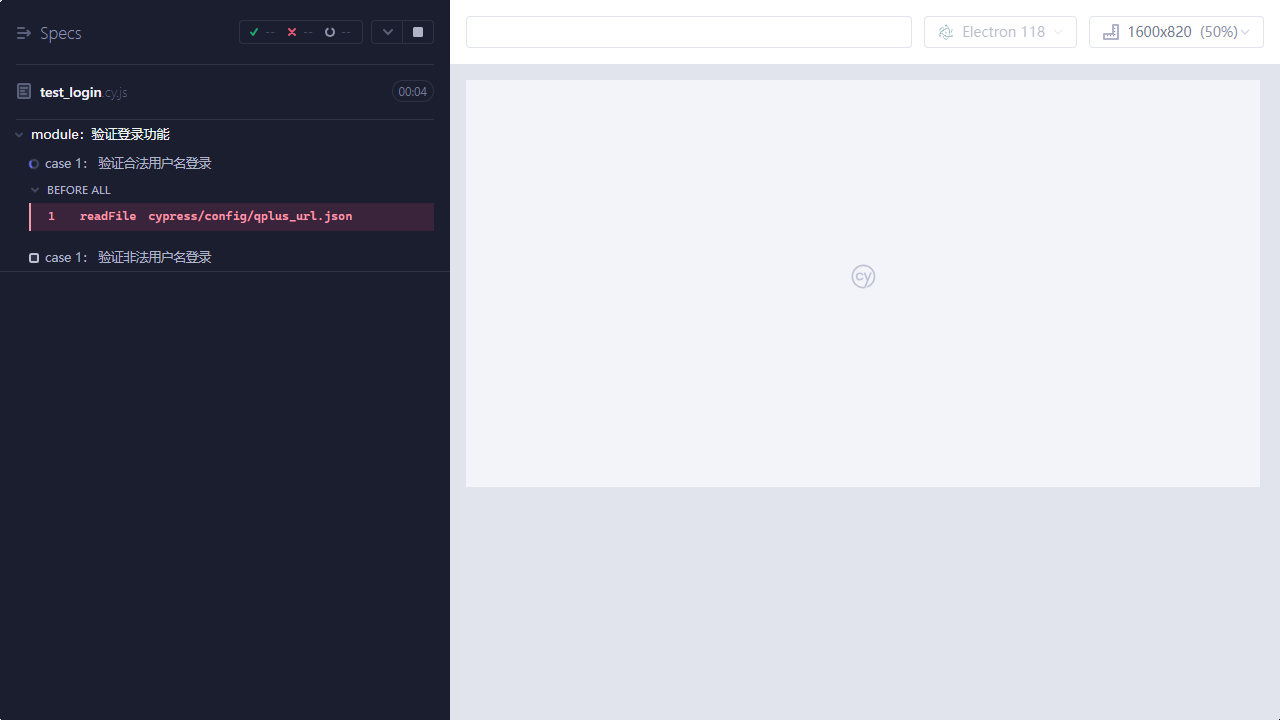 Specs
-- -- --
Electron 118
1600x820 (50%)
test_login.cy.js
00:04
module：验证登录功能
case 1： 验证合法用户名登录
BEFORE ALL
1 readFile cypress/config/qplus_url.json
case 1： 验证非法用户名登录
cy